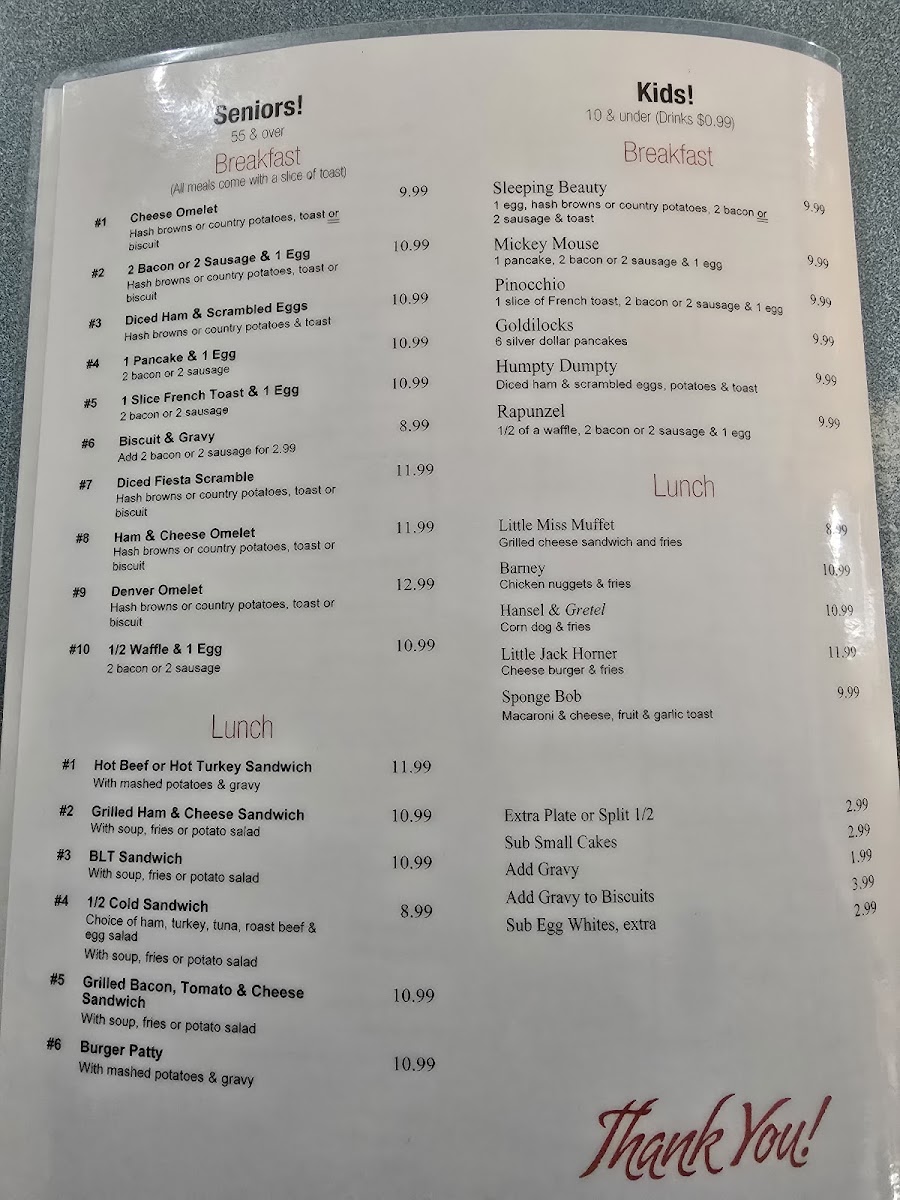 Seniors!
55 & over
Breakfast
(All meals come with a slice of toast)
#1 Cheese Omelet 9.99
Hash browns or country potatoes, toast or
biscuit
#2 2 Bacon or 2 Sausage & 1 Egg 10.99
Hash browns or country potatoes, toast or
biscuit
#3 Diced Ham & Scrambled Eggs 10.99
Hash browns or country potatoes & toast
#4 1 Pancake & 1 Egg 10.99
2 bacon or 2 sausage
#5 1 Slice French Toast & 1 Egg 10.99
2 bacon or 2 sausage
#6 Biscuit & Gravy 8.99
Add 2 bacon or 2 sausage for 2.99
#7 Diced Fiesta Scramble 11.99
Hash browns or country potatoes, toast or
biscuit
#8 Ham & Cheese Omelet 11.99
Hash browns or country potatoes, toast or
biscuit
#9 Denver Omelet 12.99
Hash browns or country potatoes, toast or
biscuit
#10 1/2 Waffle & 1 Egg 10.99
2 bacon or 2 sausage
Lunch
#1 Hot Beef or Hot Turkey Sandwich 11.99
With mashed potatoes & gravy
#2 Grilled Ham & Cheese Sandwich 10.99
With soup, fries or potato salad
#3 BLT Sandwich 10.99
With soup, fries or potato salad
#4 1/2 Cold Sandwich 8.99
Choice of ham, turkey, tuna, roast beef &
egg salad
With soup, fries or potato salad
#5 Grilled Bacon, Tomato & Cheese 10.99
Sandwich
With soup, fries or potato salad
#6 Burger Patty 10.99
With mashed potatoes & gravy
Kids!
10 & under (Drinks $0.99)
Breakfast
Sleeping Beauty 9.99
1 egg, hash browns or country potatoes, 2 bacon or
2 sausage & toast
Mickey Mouse 9.99
1 pancake, 2 bacon or 2 sausage & 1 egg
Pinocchio 9.99
1 slice of French toast, 2 bacon or 2 sausage & 1 egg
Goldilocks 9.99
6 silver dollar pancakes
Humpty Dumpty 9.99
Diced ham & scrambled eggs, potatoes & toast
Rapunzel 9.99
1/2 of a waffle, 2 bacon or 2 sausage & 1 egg
Lunch
Little Miss Muffet 8.99
Grilled cheese sandwich and fries
Barney 10.99
Chicken nuggets & fries
Hansel & Gretel 10.99
Corn dog & fries
Little Jack Horner 11.99
Cheese burger & fries
Sponge Bob 9.99
Macaroni & cheese, fruit & garlic toast
Extra Plate or Split 1/2 2.99
Sub Small Cakes 2.99
Add Gravy 1.99
Add Gravy to Biscuits 3.99
Sub Egg Whites, extra 2.99
Thank You!